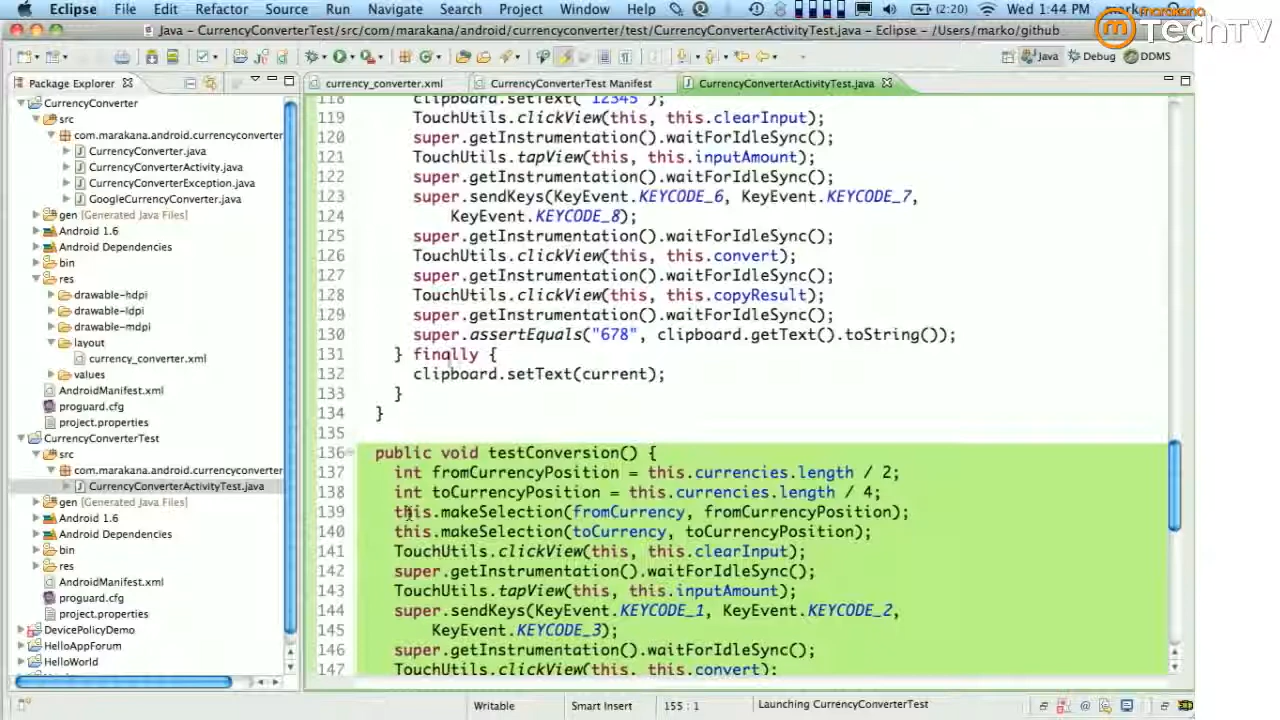 Eclipse File Edit Refactor Source Run Navigate Search Project Window Help (2:20) Wed 1:44 PM
marakana
TechTV
Java – CurrencyConverterTest/src/com/marakana/android/currencyconverter/test/CurrencyConverterActivityTest.java – Eclipse – /Users/marko/github
Java Debug DDMS
Package Explorer
currency_converter.xml CurrencyConverterTest Manifest CurrencyConverterActivityTest.java
CurrencyConverter
src
com.marakana.android.currencyconverter
CurrencyConverter.java
CurrencyConverterActivity.java
CurrencyConverterException.java
GoogleCurrencyConverter.java
gen [Generated Java Files]
Android 1.6
Android Dependencies
bin
res
drawable-hdpi
drawable-ldpi
drawable-mdpi
layout
currency_converter.xml
values
AndroidManifest.xml
proguard.cfg
project.properties
CurrencyConverterTest
src
com.marakana.android.currencyconverter
CurrencyConverterActivityTest.java
gen [Generated Java Files]
Android 1.6
Android Dependencies
bin
res
AndroidManifest.xml
proguard.cfg
project.properties
DevicePolicyDemo
HelloAppForum
HelloWorld
118 clipboard.setText("12345");
119 TouchUtils.clickView(this, this.clearInput);
120 super.getInstrumentation().waitForIdleSync();
121 TouchUtils.tapView(this, this.inputAmount);
122 super.getInstrumentation().waitForIdleSync();
123 super.sendKeys(KeyEvent.KEYCODE_6, KeyEvent.KEYCODE_7,
124 KeyEvent.KEYCODE_8);
125 super.getInstrumentation().waitForIdleSync();
126 TouchUtils.clickView(this, this.convert);
127 super.getInstrumentation().waitForIdleSync();
128 TouchUtils.clickView(this, this.copyResult);
129 super.getInstrumentation().waitForIdleSync();
130 super.assertEquals("678", clipboard.getText().toString());
131 } finally {
132 clipboard.setText(current);
133 }
134 }
135
136 public void testConversion() {
137 int fromCurrencyPosition = this.currencies.length / 2;
138 int toCurrencyPosition = this.currencies.length / 4;
139 this.makeSelection(fromCurrency, fromCurrencyPosition);
140 this.makeSelection(toCurrency, toCurrencyPosition);
141 TouchUtils.clickView(this, this.clearInput);
142 super.getInstrumentation().waitForIdleSync();
143 TouchUtils.tapView(this, this.inputAmount);
144 super.sendKeys(KeyEvent.KEYCODE_1, KeyEvent.KEYCODE_2,
145 KeyEvent.KEYCODE_3);
146 super.getInstrumentation().waitForIdleSync();
147 TouchUtils.clickView(this, this.convert);
Writable Smart Insert 155 : 1 Launching CurrencyConverterTest